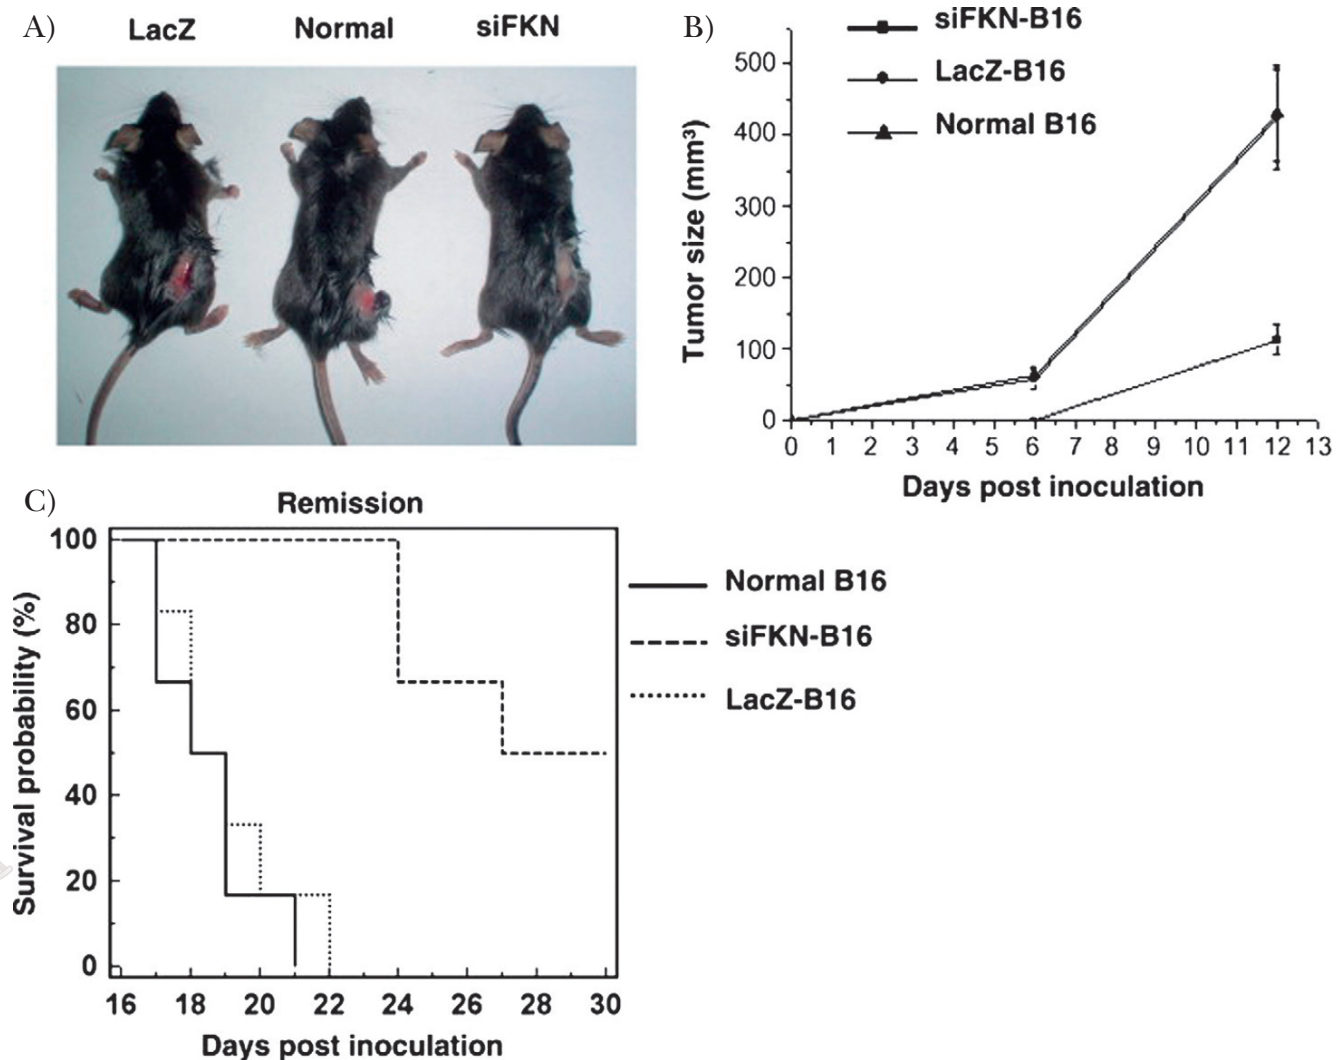 A)
LacZ Normal siFKN
B)
siFKN-B16
LacZ-B16
Normal B16
500
400
300
200
100
0
Tumor size (mm³)
0 1 2 3 4 5 6 7 8 9 10 11 12 13
Days post inoculation
C)
Remission
100
80
60
40
20
0
Survival probability (%)
16 18 20 22 24 26 28 30
Days post inoculation
Normal B16
siFKN-B16
LacZ-B16